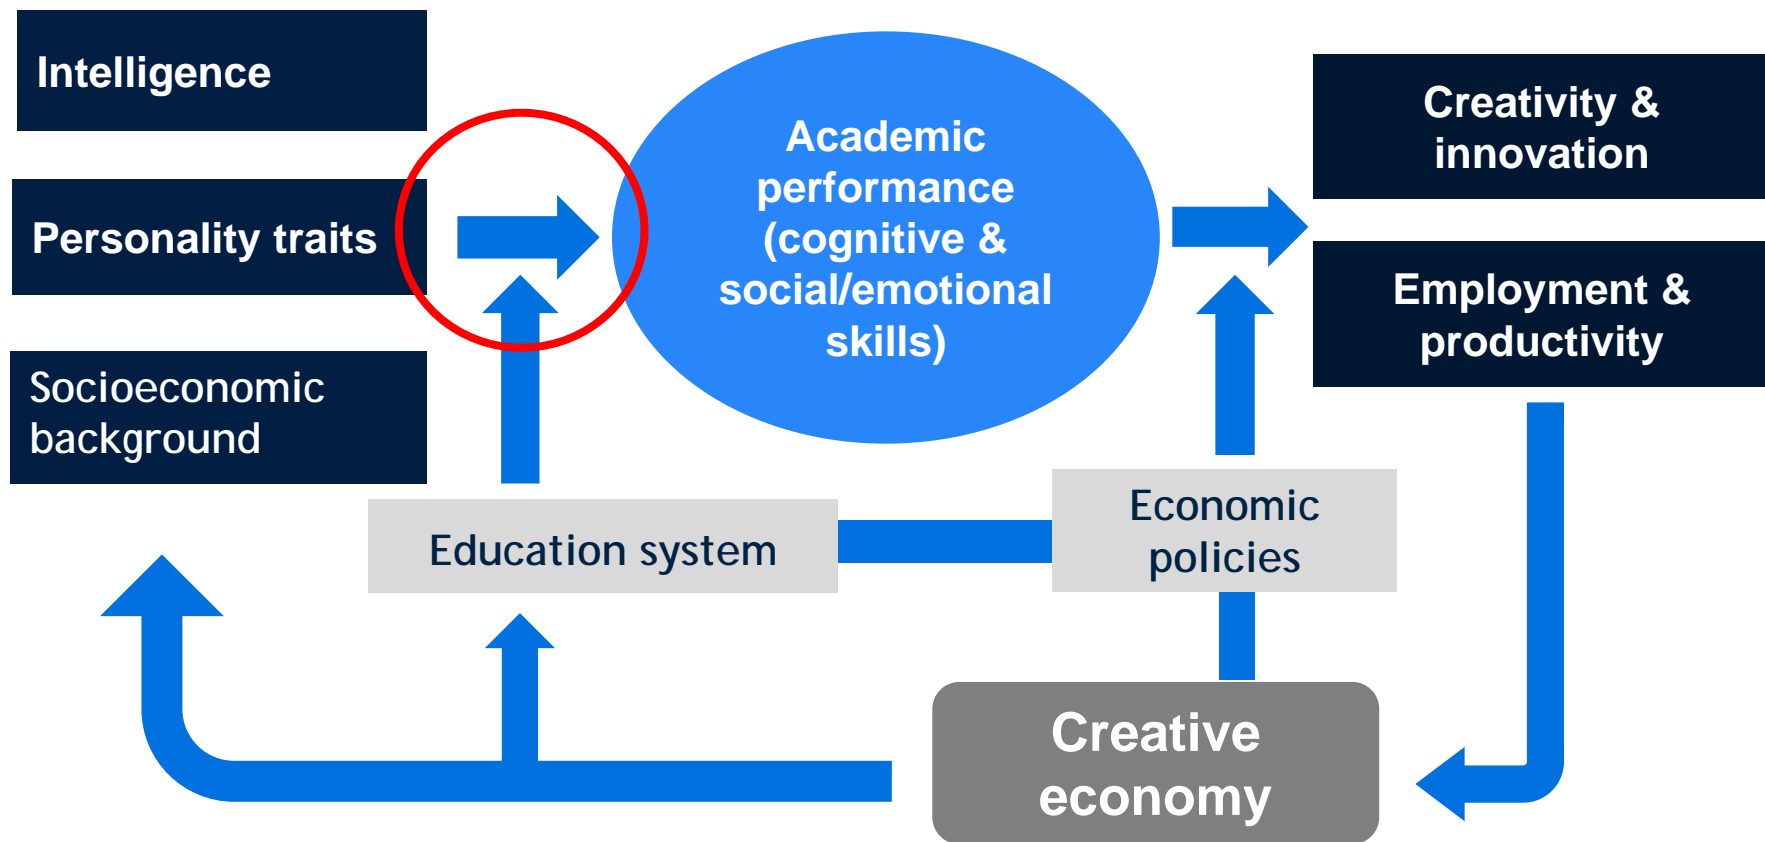 Intelligence
Personality traits
Socioeconomic
background
Academic
performance
(cognitive &
social/emotional
skills)
Creativity &
innovation
Employment &
productivity
Education system
Economic
policies
Creative
economy